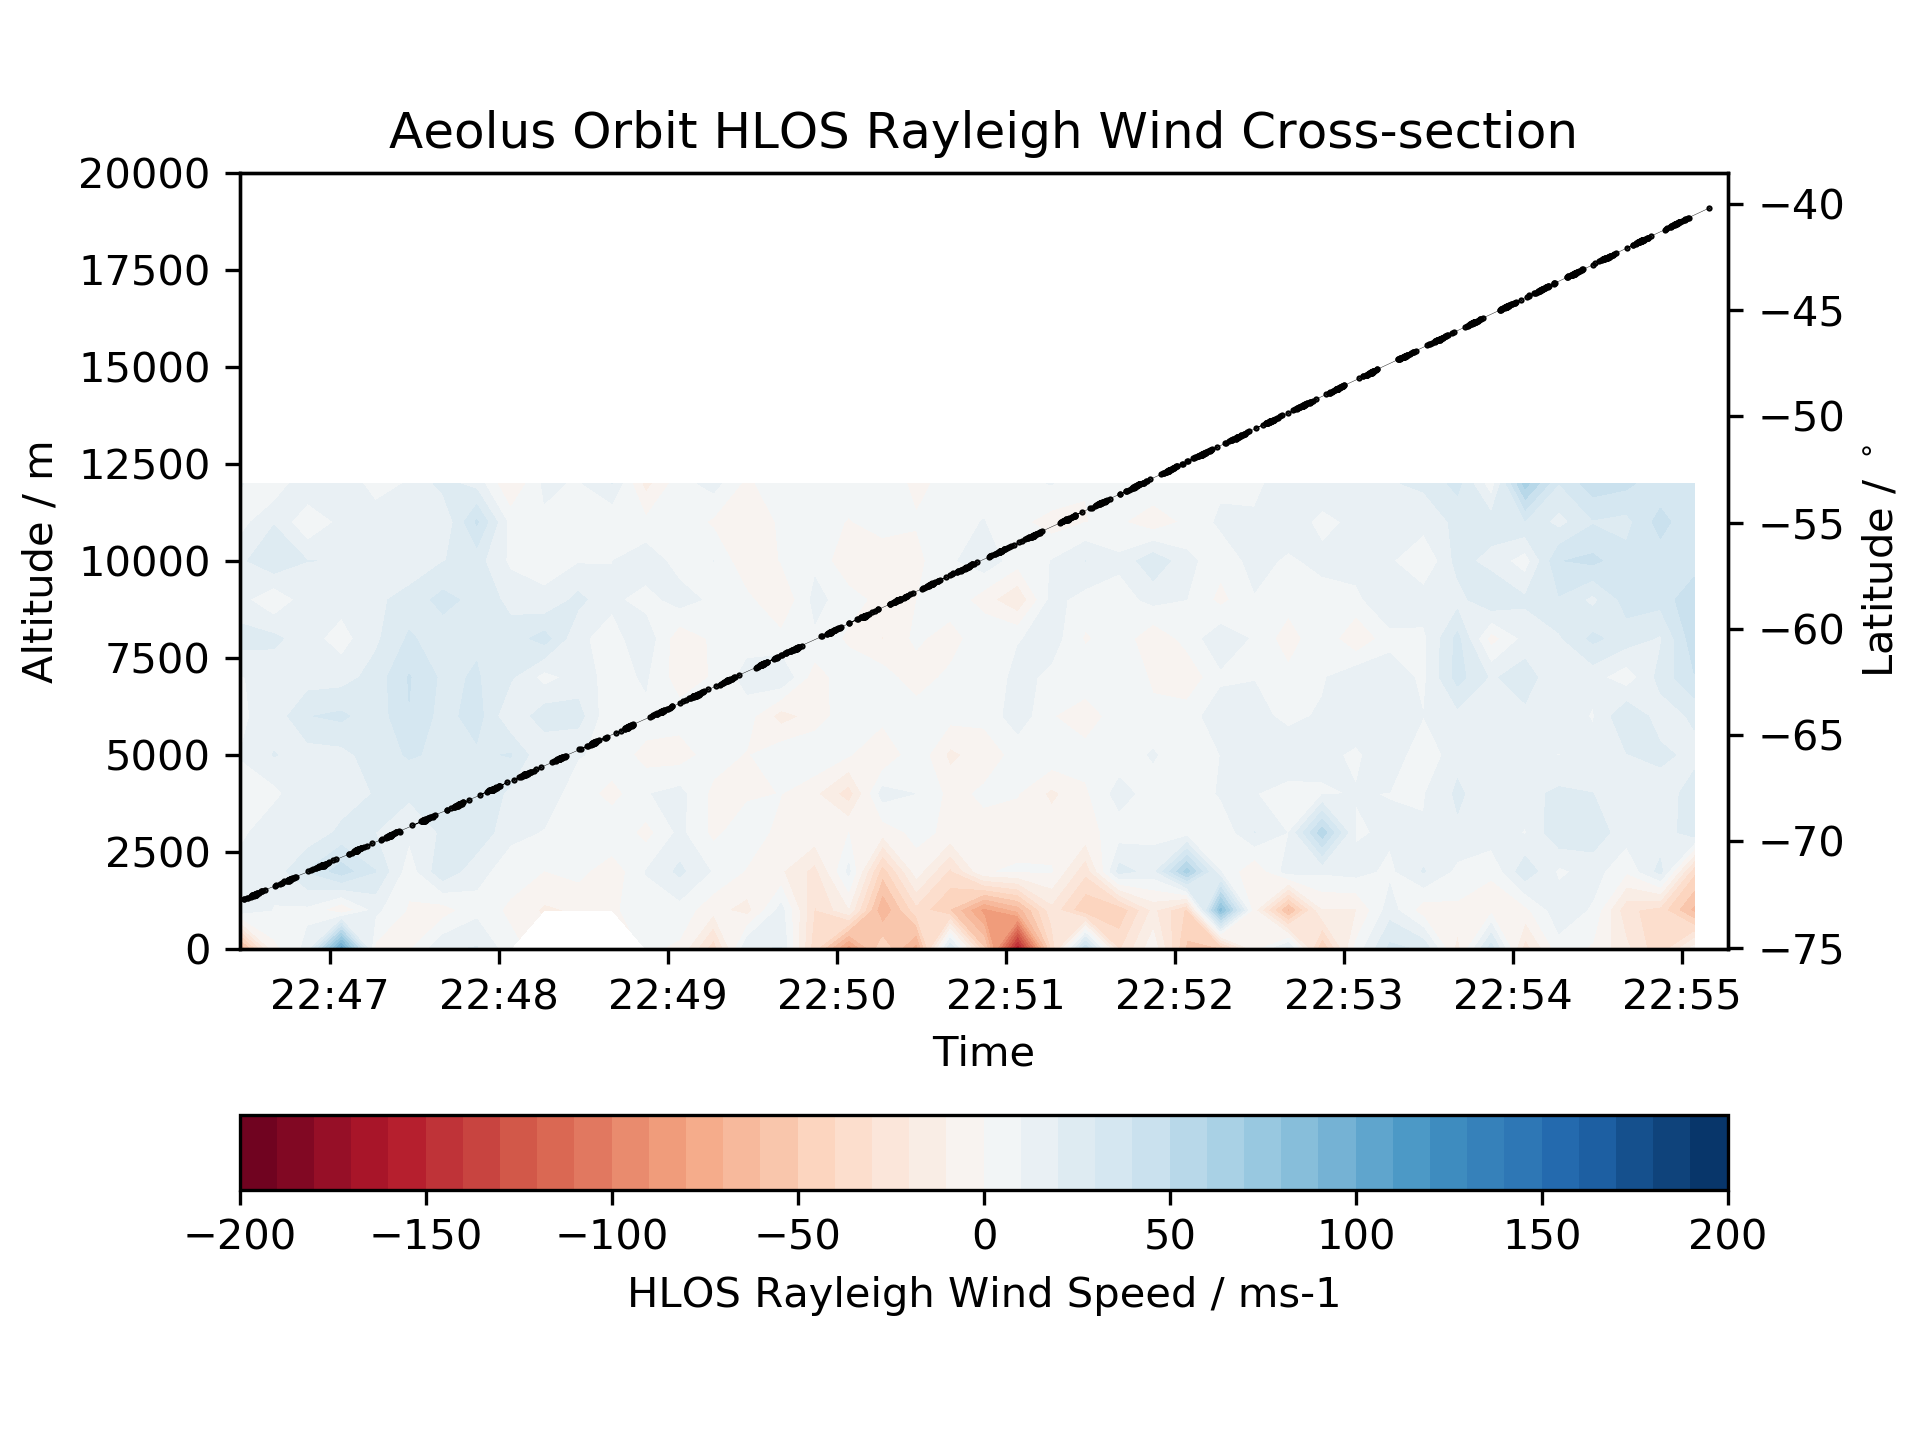 Aeolus Orbit HLOS Rayleigh Wind Cross-section
20000
17500
15000
12500
10000
7500
5000
2500
0
Altitude / m
−40
−45
−50
−55
−60
−65
−70
−75
Latitude / °
22:47 22:48 22:49 22:50 22:51 22:52 22:53 22:54 22:55
Time
−200 −150 −100 −50 0 50 100 150 200
HLOS Rayleigh Wind Speed / ms-1